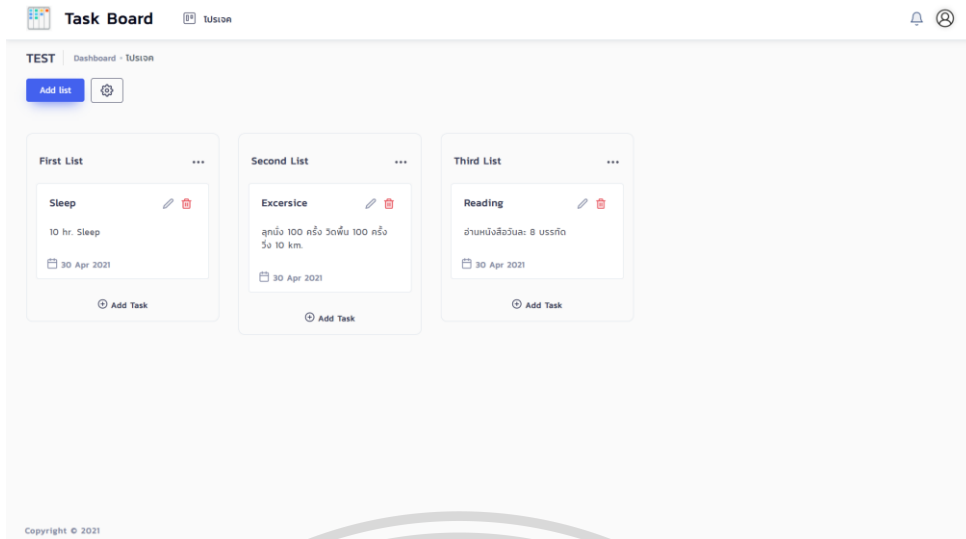 Task Board โปรเจค
TEST Dashboard - โปรเจค
Add list
First List ...
Second List ...
Third List ...
Sleep
10 hr. Sleep
30 Apr 2021
Add Task
Excersice
ลุกนั่ง 100 ครั้ง วิดพื้น 100 ครั้ง
วิ่ง 10 km.
30 Apr 2021
Add Task
Reading
อ่านหนังสือวันละ 8 บรรทัด
30 Apr 2021
Add Task
Copyright © 2021